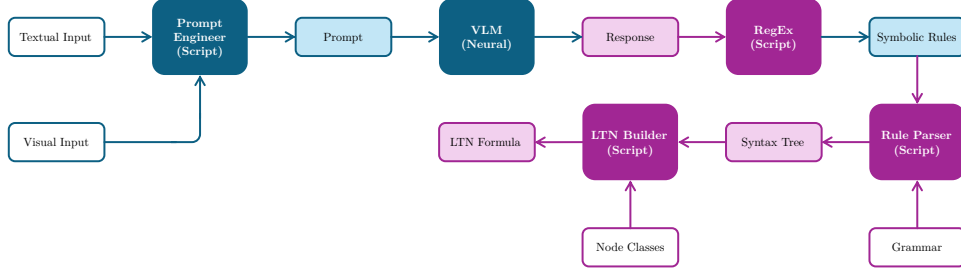 Textual Input
Prompt
Engineer
(Script)
Prompt
VLM
(Neural)
Response
RegEx
(Script)
Symbolic Rules
Visual Input
LTN Formula
LTN Builder
(Script)
Syntax Tree
Rule Parser
(Script)
Node Classes
Grammar